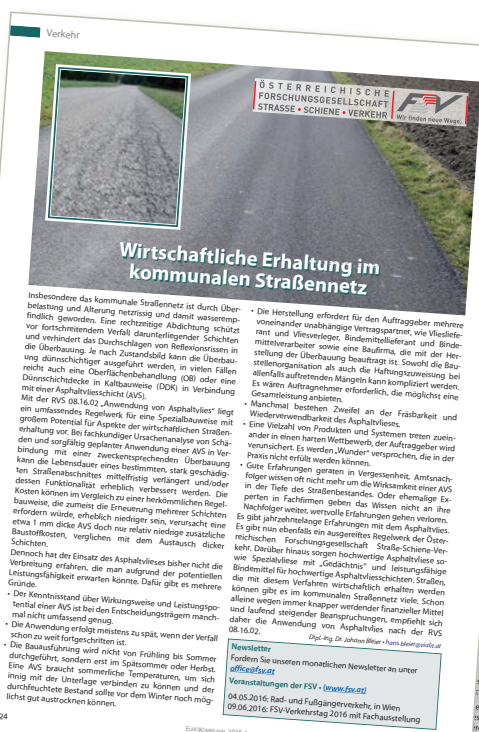 Verkehr
ÖSTERREICHISCHE
FORSCHUNGSGESELLSCHAFT
STRASSE • SCHIENE • VERKEHR
FSV
Wir finden neue Wege.
Wirtschaftliche Erhaltung im
kommunalen Straßennetz
Insbesondere das kommunale Straßennetz ist durch Über-
belastung und Alterung netzrissig und damit wasseremp-
findlich geworden. Eine rechtzeitige Abdichtung schützt
vor fortschreitendem Verfall darunterliegender Schichten
und verhindert das Durchschlagen von Reflexionsrissen in
die Überbauung. Je nach Zustandsbild kann die Überbau-
ung dünnschichtiger ausgeführt werden, in vielen Fällen
reicht auch eine Oberflächenbehandlung (OB) oder eine
Dünnschichtdecke in Kaltbauweise (DDK) in Verbindung
mit einer Asphaltvliesschicht (AVS).
Mit der RVS 08.16.02 „Anwendung von Asphaltvlies“ liegt
ein umfassendes Regelwerk für eine Spezialbauweise mit
großem Potential für Aspekte der wirtschaftlichen Straßen-
erhaltung vor. Bei fachkundiger Ursachenanalyse von Schä-
den und sorgfältig geplanter Anwendung einer AVS in Ver-
bindung mit einer zweckentsprechenden Überbauung
kann die Lebensdauer eines bestimmten, stark geschädig-
ten Straßenabschnittes mittelfristig verlängert und/oder
dessen Funktionalität erheblich verbessert werden. Die
Kosten können im Vergleich zu einer herkömmlichen Regel-
bauweise, die zumeist die Erneuerung mehrerer Schichten
erfordern würde, erheblich niedriger sein, verursacht eine
etwa 1 mm dicke AVS doch nur relativ niedrige zusätzliche
Baustoffkosten, verglichen mit dem Austausch dicker
Schichten.
Dennoch hat der Einsatz des Asphaltvlieses bisher nicht die
Verbreitung erfahren, die man aufgrund der potentiellen
Leistungsfähigkeit erwarten könnte. Dafür gibt es mehrere
Gründe.
• Der Kenntnisstand über Wirkungsweise und Leistungspo-
tential einer AVS ist bei den Entscheidungsträgern manch-
mal nicht umfassend genug.
• Die Anwendung erfolgt meistens zu spät, wenn der Verfall
schon zu weit fortgeschritten ist.
• Die Bauausführung wird nicht von Frühling bis Sommer
durchgeführt, sondern erst im Spätsommer oder Herbst.
Eine AVS braucht sommerliche Temperaturen, um sich
innig mit der Unterlage verbinden zu können und der
durchfeuchtete Bestand sollte vor dem Winter noch mög-
lichst gut austrocknen können.
• Die Herstellung erfordert für den Auftraggeber mehrere
voneinander unabhängige Vertragspartner, wie Vlieslie­fe-
rant und Vliesverleger, Bindemittellieferant und Binde-
mittelverarbeiter sowie eine Baufirma, die mit der Her-
stellung der Überbauung beauftragt ist. Sowohl die Bau-
stellenorganisation als auch die Haftungszuweisung bei
allenfalls auftretenden Mängeln kann kompliziert werden.
Es wären Auftragnehmer erforderlich, die möglichst eine
Gesamtleistung anbieten.
• Manchmal bestehen Zweifel an der Fräsbarkeit und
Wiederverwendbarkeit des Asphaltvlieses.
• Eine Vielzahl von Produkten und Systemen treten zuein-
ander in einen harten Wettbewerb, der Auftraggeber wird
verunsichert. Es werden „Wunder“ versprochen, die in der
Praxis nicht erfüllt werden können.
• Gute Erfahrungen geraten in Vergessenheit, Amtsnach-
folger wissen oft nicht mehr um die Wirksamkeit einer AVS
in der Tiefe des Straßenbestandes. Oder ehemalige Ex-
perten in Fachfirmen geben das Wissen nicht an ihre
Nachfolger weiter, wertvolle Erfahrungen gehen verloren.
Es gibt jahrzehntelange Erfahrungen mit dem Asphaltvlies.
Es gibt nun ebenfalls ein ausgereiftes Regelwerk der Öster-
reichischen Forschungsgesellschaft Straße-Schiene-Ver-
kehr. Darüber hinaus sorgen hochwertige Asphaltvliese so-
wie Spezialvliese mit „Gedächtnis“ und leistungsfähige
Bindemittel für hochwertige Asphaltvliesschichten. Straßen,
die mit diesem Verfahren wirtschaftlich erhalten werden
können gibt es im kommunalen Straßennetz viele. Schon
alleine wegen immer knapper werdender finanzieller Mittel
und laufend steigender Beanspruchungen, empfiehlt sich
daher die Anwendung von Asphaltvlies nach der RVS
08.16.02.
Dipl.-Ing. Dr. Johann Bleier • hans.bleier@vialit.at
Newsletter
Fordern Sie unseren monatlichen Newsletter an unter
office@fsv.at
Veranstaltungen der FSV • (www.fsv.at)
04.05.2016: Rad- und Fußgängerverkehr, in Wien
09.06.2016: FSV-Verkehrstag 2016 mit Fachausstellung
24